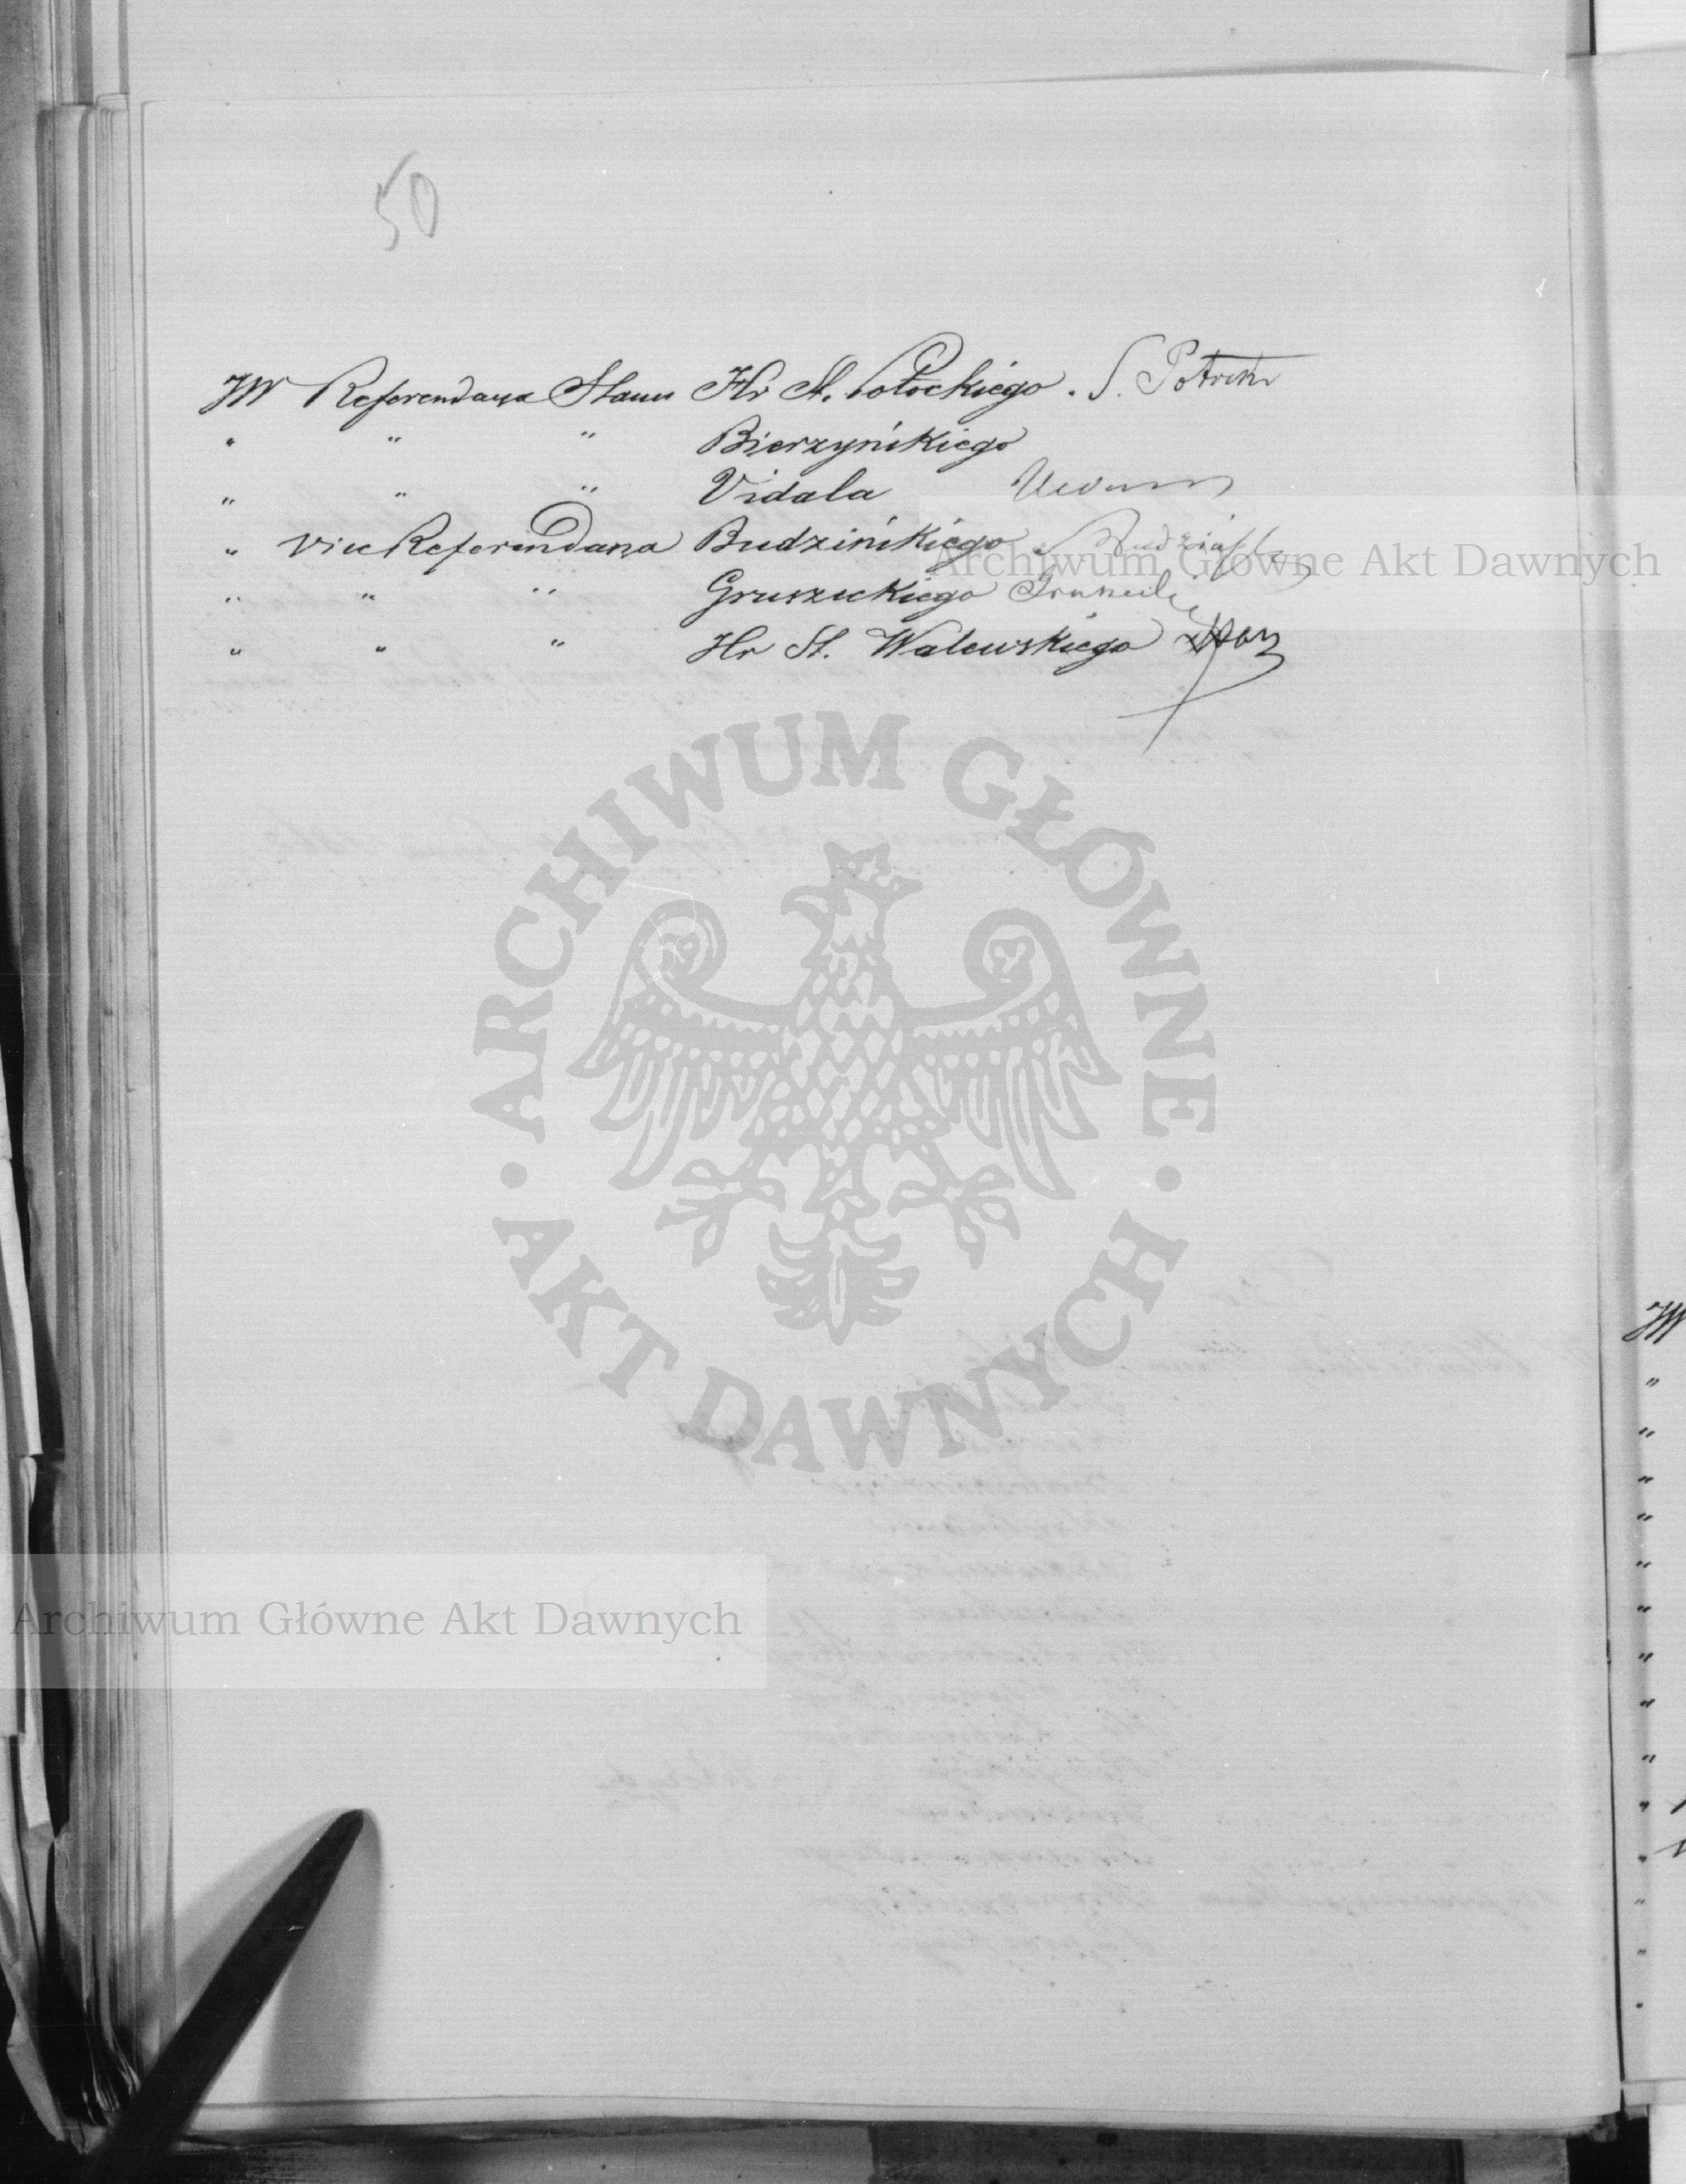 50
JW Referendarza Stanu Hr A. Potockiego. S. Potocki
" " " Bierzyńskiego
" " " Vidala
" Vice Referendarza Budzińskiego Budziński
" " " Gruszeckiego Gruszecki
" " " Hr St. Walewskiego
Archiwum Główne Akt Dawnych
ARCHIWUM GŁÓWNE
· AKT DAWNYCH ·
JW
"
"
"
"
"
"
"
"
"
"
"
"
"
"
Archiwum Główne Akt Dawnych